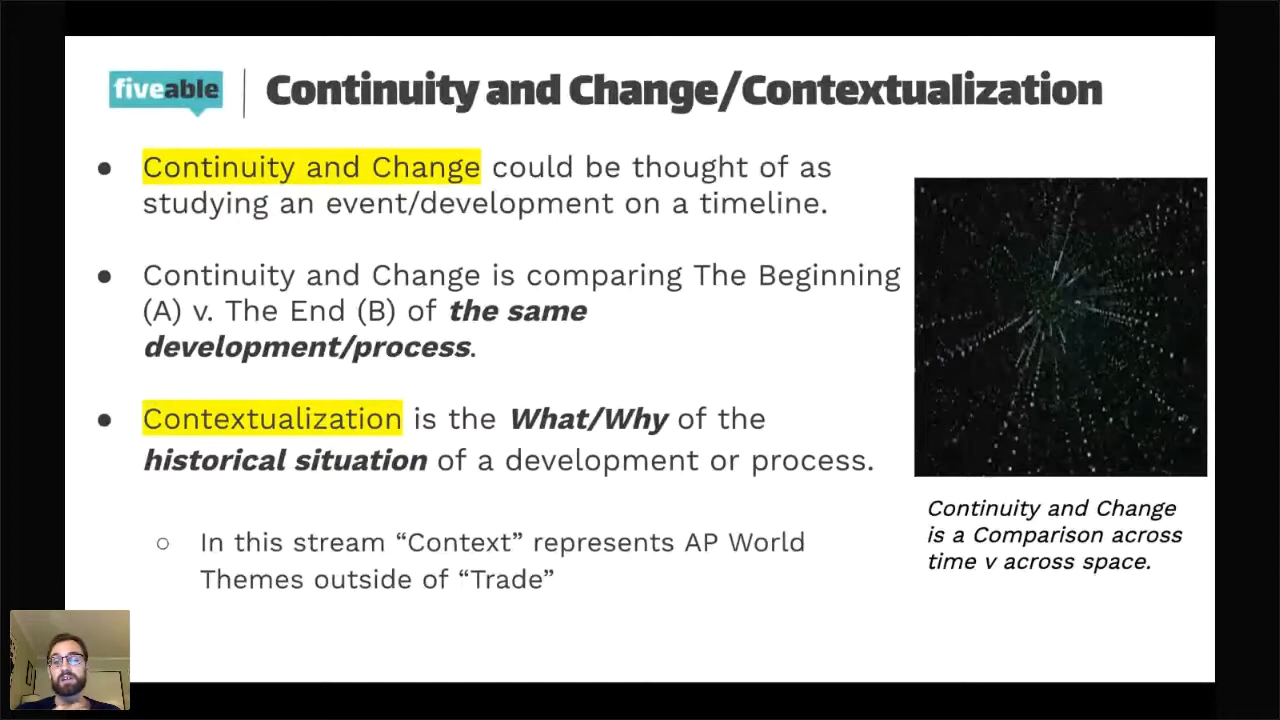 fiveable
Continuity and Change/Contextualization
● Continuity and Change could be thought of as
studying an event/development on a timeline.
● Continuity and Change is comparing The Beginning
(A) v. The End (B) of the same
development/process.
● Contextualization is the What/Why of the
historical situation of a development or process.
○ In this stream “Context” represents AP World
Themes outside of “Trade”
Continuity and Change
is a Comparison across
time v across space.